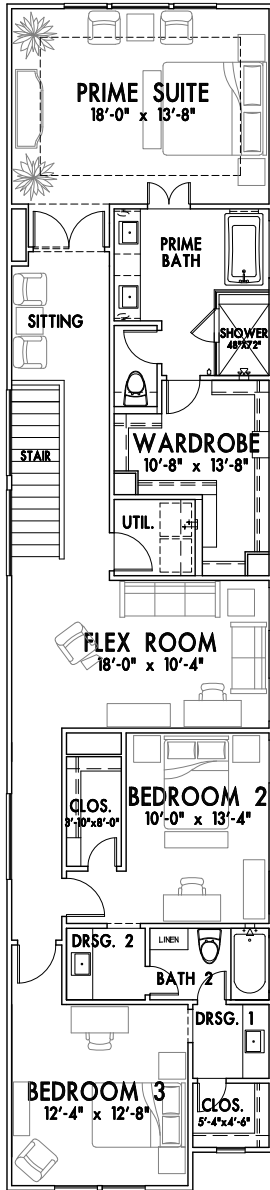 PRIME SUITE
18'-0" x 13'-8"
PRIME
BATH
SITTING
SHOWER
48"X72"
WARDROBE
10'-8" x 13'-8"
STAIR
UTIL.
FLEX ROOM
18'-0" x 10'-4"
BEDROOM 2
10'-0" x 13'-4"
CLOS.
3'-10"x8'-0"
DRSG. 2
LINEN
BATH 2
DRSG. 1
BEDROOM 3
12'-4" x 12'-8"
CLOS.
5'-4"x4'-6"